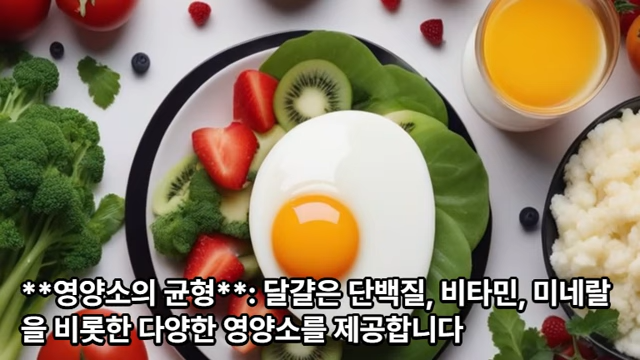 **영양소의 균형**: 달걀은 단백질, 비타민, 미네랄
을 비롯한 다양한 영양소를 제공합니다